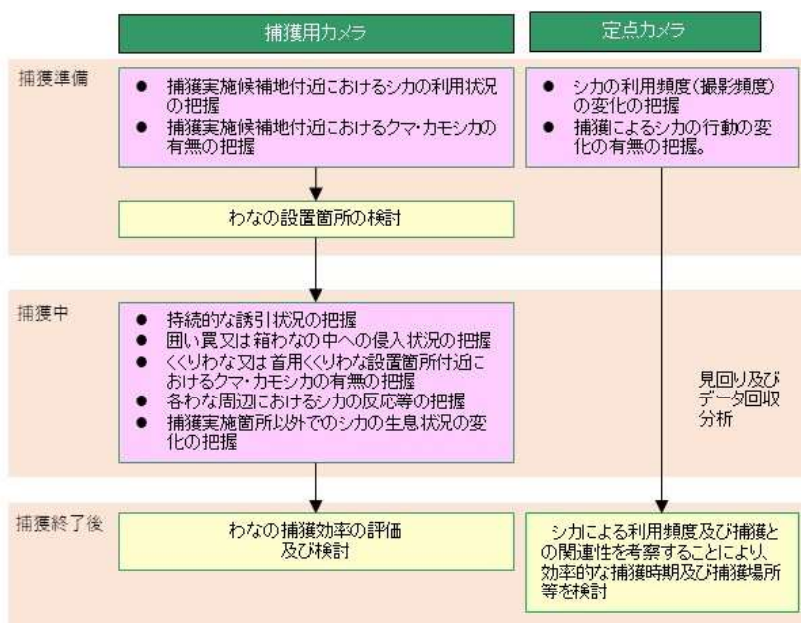 捕獲用カメラ
定点カメラ
捕獲準備
● 捕獲実施候補地付近におけるシカの利用状況
の把握
● 捕獲実施候補地付近におけるクマ・カモシカの
有無の把握
● シカの利用頻度(撮影頻度)
の変化の把握
● 捕獲によるシカの行動の変
化の有無の把握。
わなの設置箇所の検討
捕獲中
● 持続的な誘引状況の把握
● 囲い罠又は箱わなの中への侵入状況の把握
● くくりわな又は首用くくりわな設置箇所付近に
おけるクマ・カモシカの有無の把握
● 各わな周辺におけるシカの反応等の把握
● 捕獲実施箇所以外でのシカの生息状況の変
化の把握
見回り及び
データ回収
分析
捕獲終了後
わなの捕獲効率の評価
及び検討
シカによる利用頻度及び捕獲と
の関連性を考察することにより、
効率的な捕獲時期及び捕獲場所
等を検討